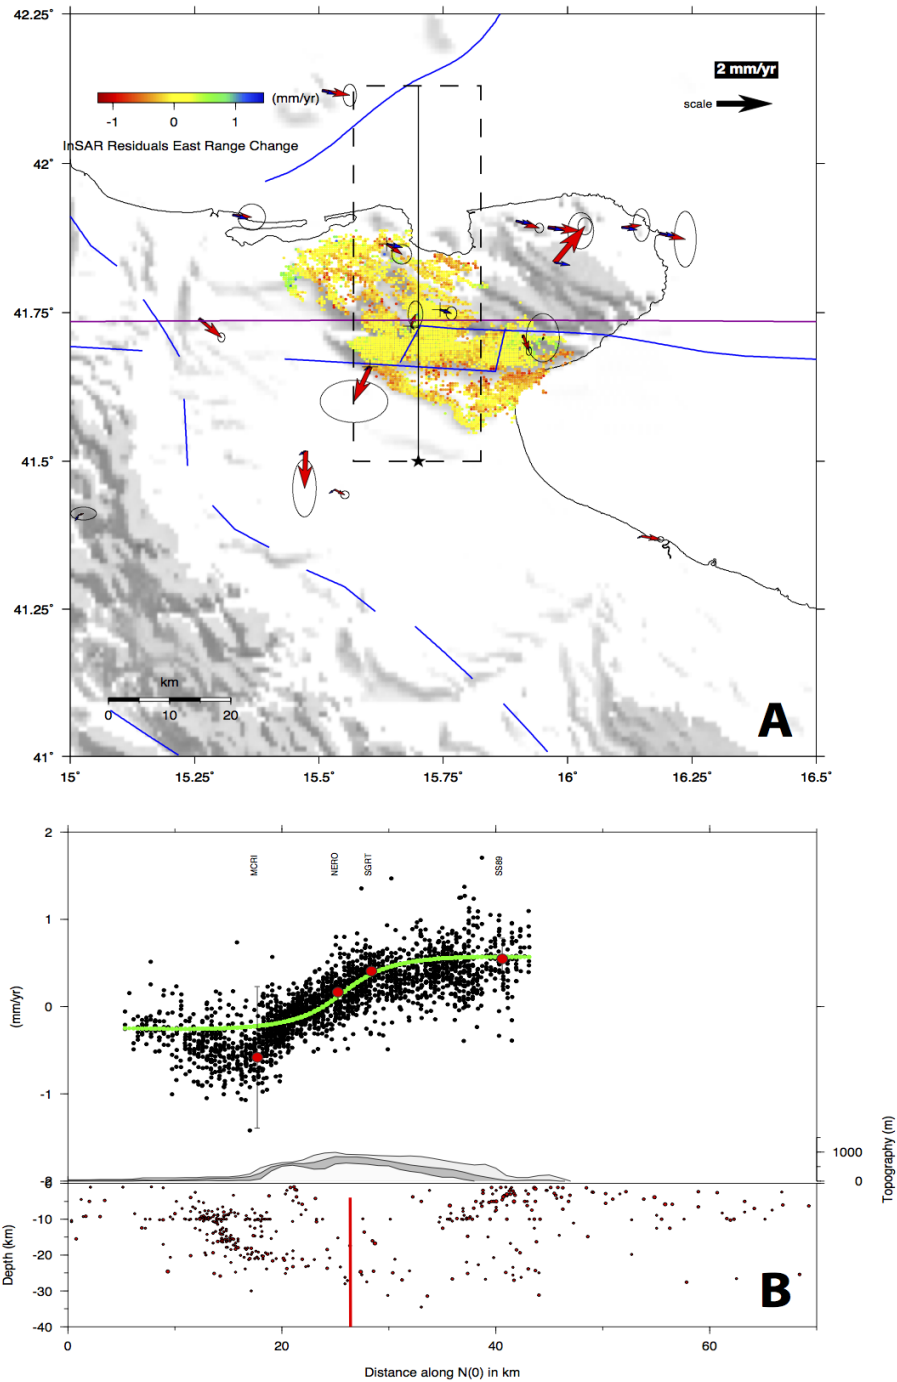 42.25°
2 mm/yr
scale
(mm/yr)
-1 0 1
InSAR Residuals East Range Change
42°
41.75°
41.5°
41.25°
km
0 10 20
A
41°
15° 15.25° 15.5° 15.75° 16° 16.25° 16.5°
2
MCRI NERO SGRT SS89
1
(mm/yr)
0
-1
Topography (m)
1000
0
-10
Depth (km)
-20
-30
B
-40
0 20 40 60
Distance along N(0) in km